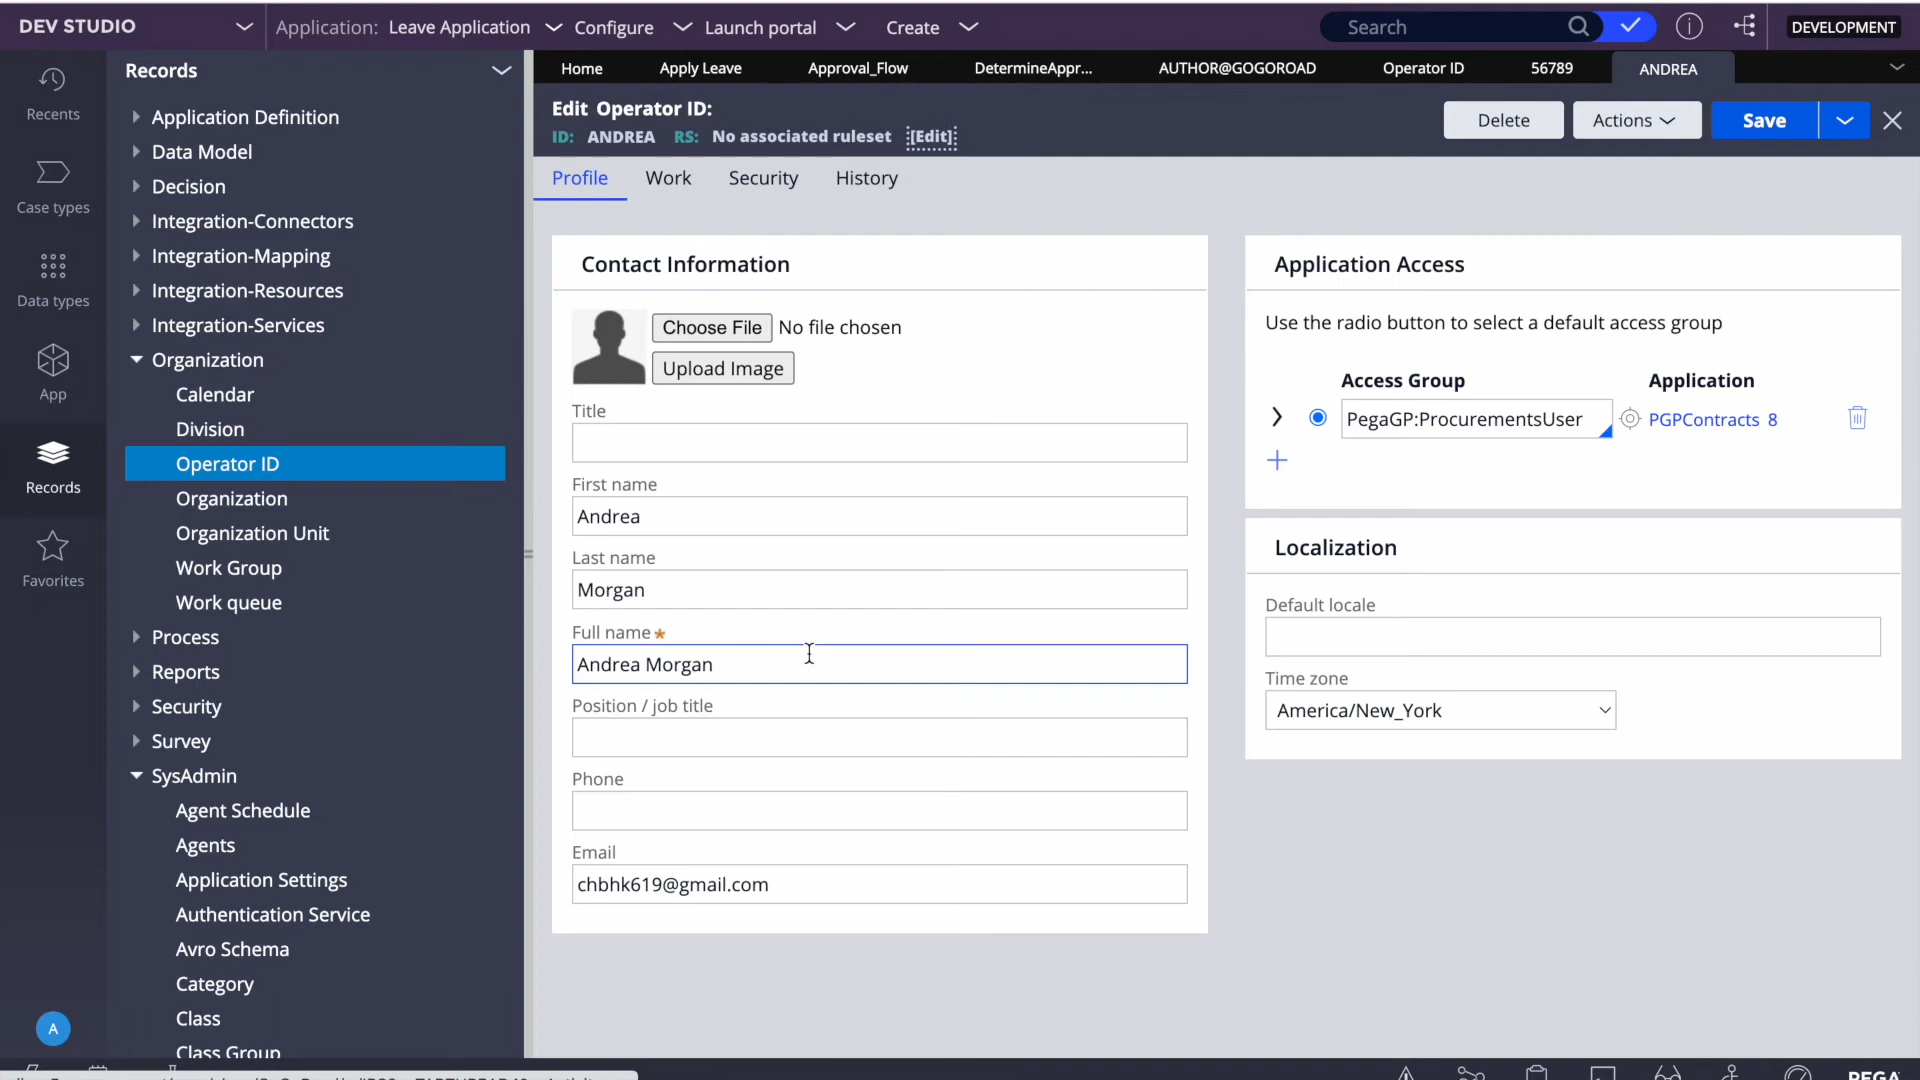 DEV STUDIO
Application: Leave Application
Configure
Launch portal
Create
Search
DEVELOPMENT
Recents
Case types
Data types
App
Records
Favorites
A
Records
Application Definition
Data Model
Decision
Integration-Connectors
Integration-Mapping
Integration-Resources
Integration-Services
Organization
Calendar
Division
Operator ID
Organization
Organization Unit
Work Group
Work queue
Process
Reports
Security
Survey
SysAdmin
Agent Schedule
Agents
Application Settings
Authentication Service
Avro Schema
Category
Class
Class Group
Home
Apply Leave
Approval_Flow
DetermineAppr...
AUTHOR@GOGOROAD
Operator ID
56789
ANDREA
Edit Operator ID:
ID: ANDREA RS: No associated ruleset [Edit]
Delete
Actions
Save
Profile
Work
Security
History
Contact Information
Choose File No file chosen
Upload Image
Title
First name
Andrea
Last name
Morgan
Full name★
Andrea Morgan
Position / job title
Phone
Email
chbhk619@gmail.com
Application Access
Use the radio button to select a default access group
Access Group
Application
PegaGP:ProcurementsUser
PGPContracts 8
Localization
Default locale
Time zone
America/New_York
PEGA